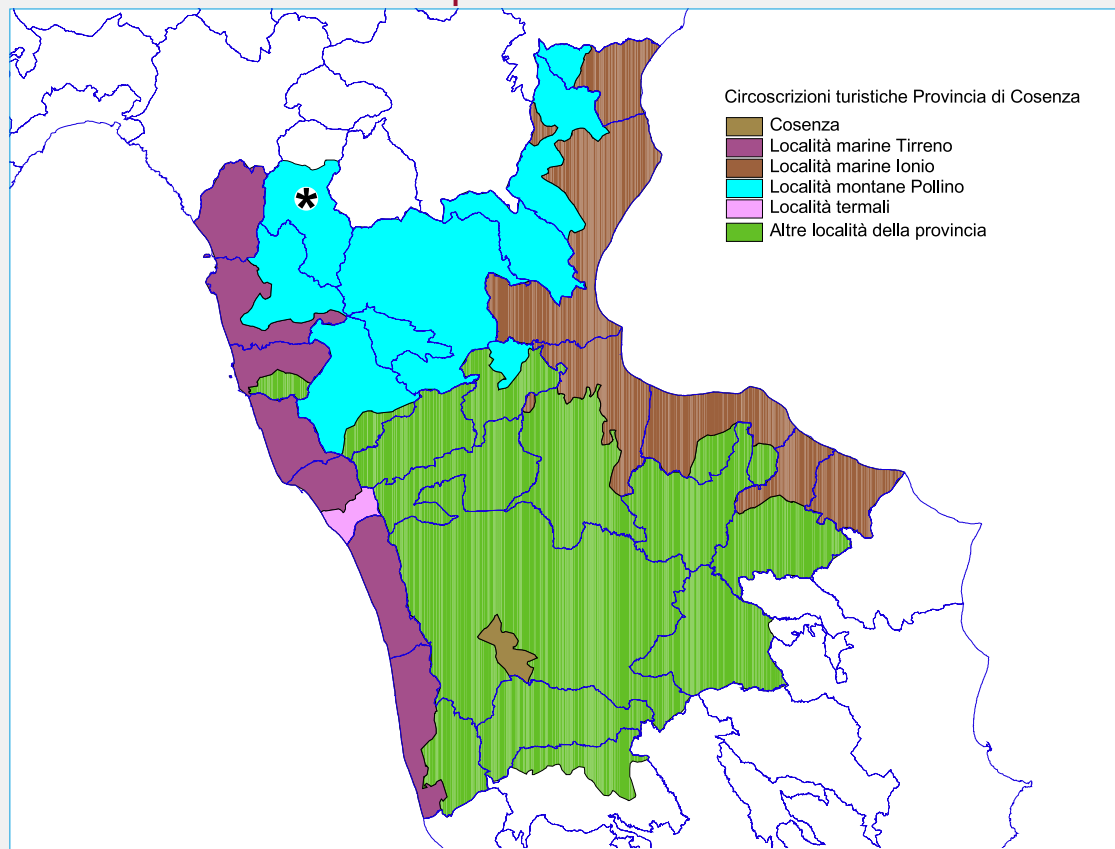 Circoscrizioni turistiche Provincia di Cosenza
Cosenza
Località marine Tirreno
Località marine Ionio
Località montane Pollino
Località termali
Altre località della provincia
*